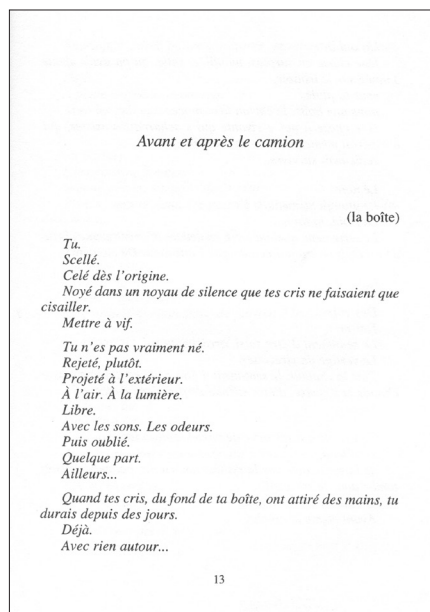 Avant et après le camion
(la boîte)
Tu.
Scellé.
Celé dès l'origine.
Noyé dans un noyau de silence que tes cris ne faisaient que
cisailler.
Mettre à vif.
Tu n'es pas vraiment né.
Rejeté, plutôt.
Projeté à l'extérieur.
À l'air. À la lumière.
Libre.
Avec les sons. Les odeurs.
Puis oublié.
Quelque part.
Ailleurs...
Quand tes cris, du fond de ta boîte, ont attiré des mains, tu
durais depuis des jours.
Déjà.
Avec rien autour...
13